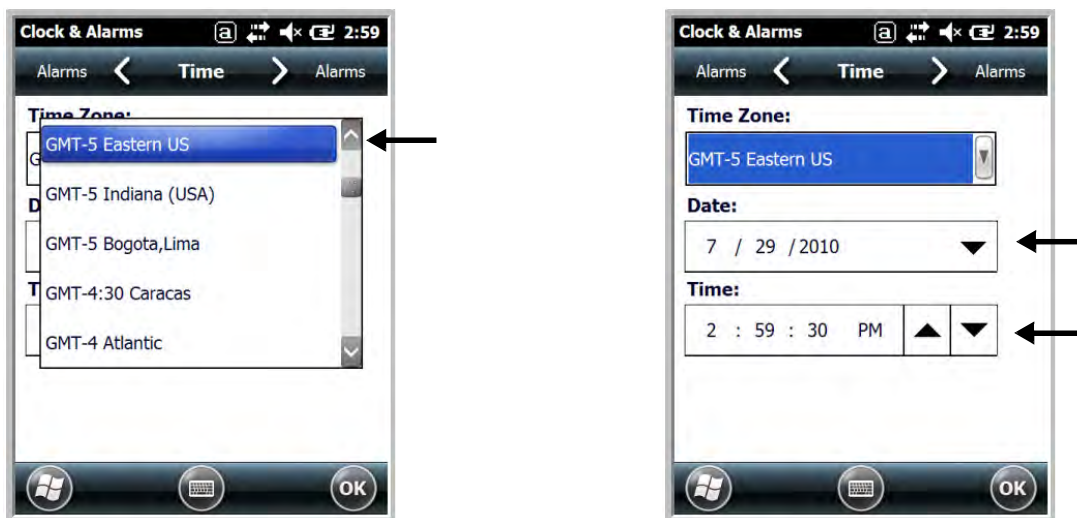 Clock & Alarms a 2:59
Alarms Time Alarms
Time Zone:
GMT-5 Eastern US
G
GMT-5 Indiana (USA)
D
GMT-5 Bogota,Lima
T
GMT-4:30 Caracas
GMT-4 Atlantic
OK
Clock & Alarms a 2:59
Alarms Time Alarms
Time Zone:
GMT-5 Eastern US
Date:
7 / 29 / 2010
Time:
2 : 59 : 30 PM
OK